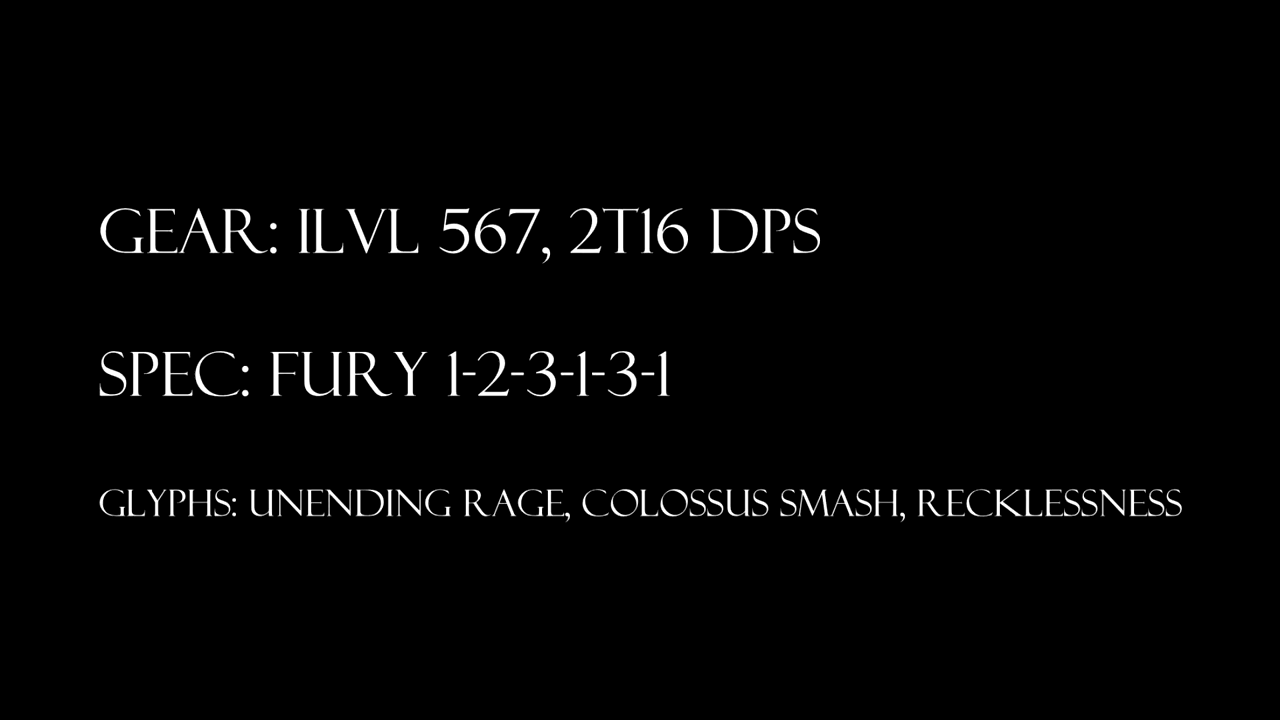 GEAR: ILVL 567, 2T16 DPS
SPEC: FURY 1-2-3-1-3-1
GLYPHS: UNENDING RAGE, COLOSSUS SMASH, RECKLESSNESS